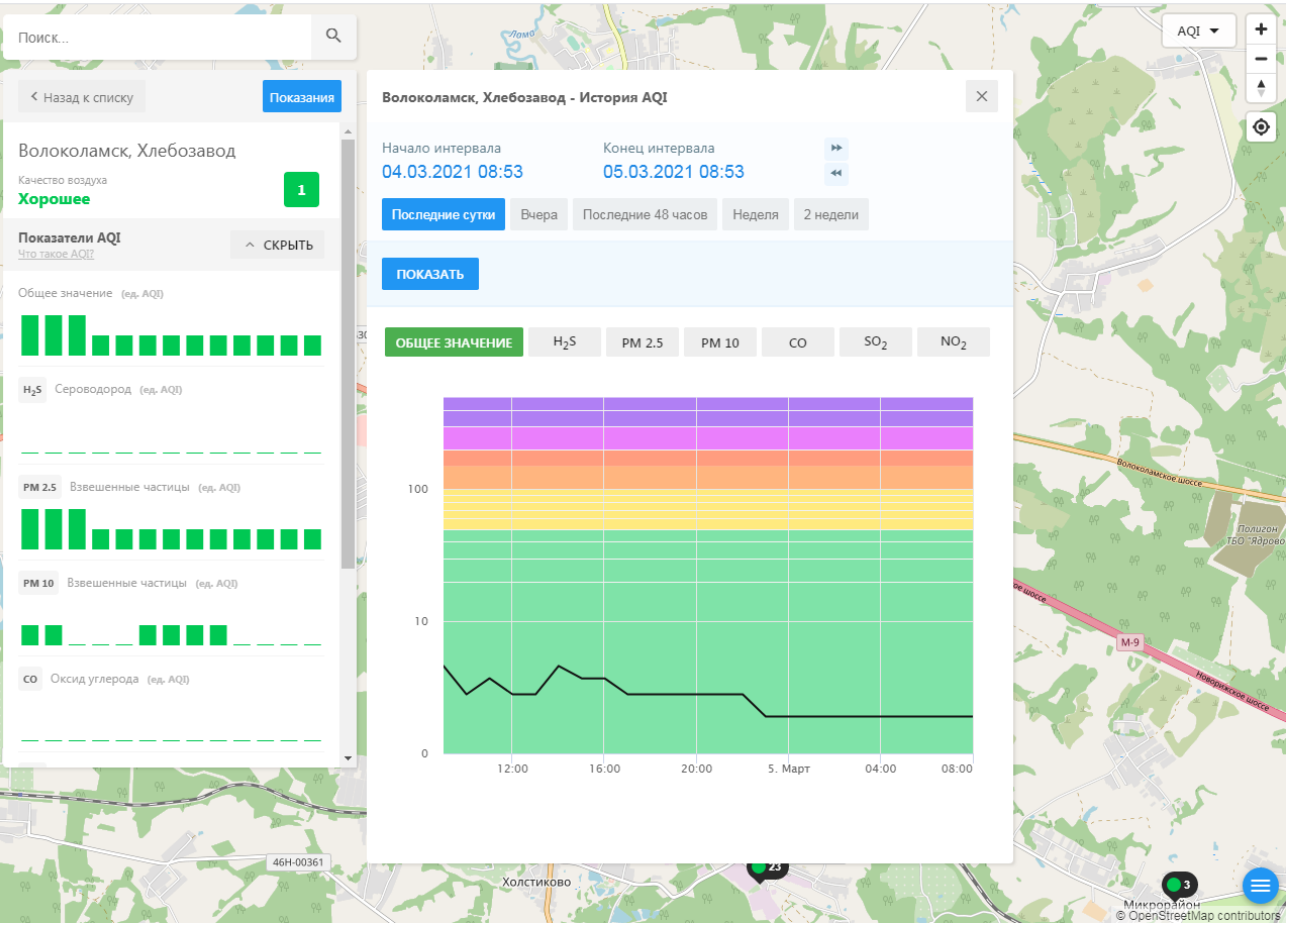 Поиск...
AQI
Лама
Назад к списку
Показания
Волоколамск, Хлебозавод
Качество воздуха
Хорошее
1
Показатели AQI
Что такое AQI?
СКРЫТЬ
Общее значение (ед. AQI)
H2S Сероводород (ед. AQI)
PM 2.5 Взвешенные частицы (ед. AQI)
PM 10 Взвешенные частицы (ед. AQI)
CO Оксид углерода (ед. AQI)
Волоколамск, Хлебозавод - История AQI
Начало интервала
04.03.2021 08:53
Конец интервала
05.03.2021 08:53
Последние сутки
Вчера
Последние 48 часов
Неделя
2 недели
ПОКАЗАТЬ
ОБЩЕЕ ЗНАЧЕНИЕ
H2S
PM 2.5
PM 10
CO
SO2
NO2
100
10
0
12:00
16:00
20:00
5. Март
04:00
08:00
Волоколамское шоссе
Полигон
ТБО "Ядрово
ое шоссе
М-9
Новорижское шоссе
46Н-00361
Холстиково
23
3
Микрорайон
© OpenStreetMap contributors